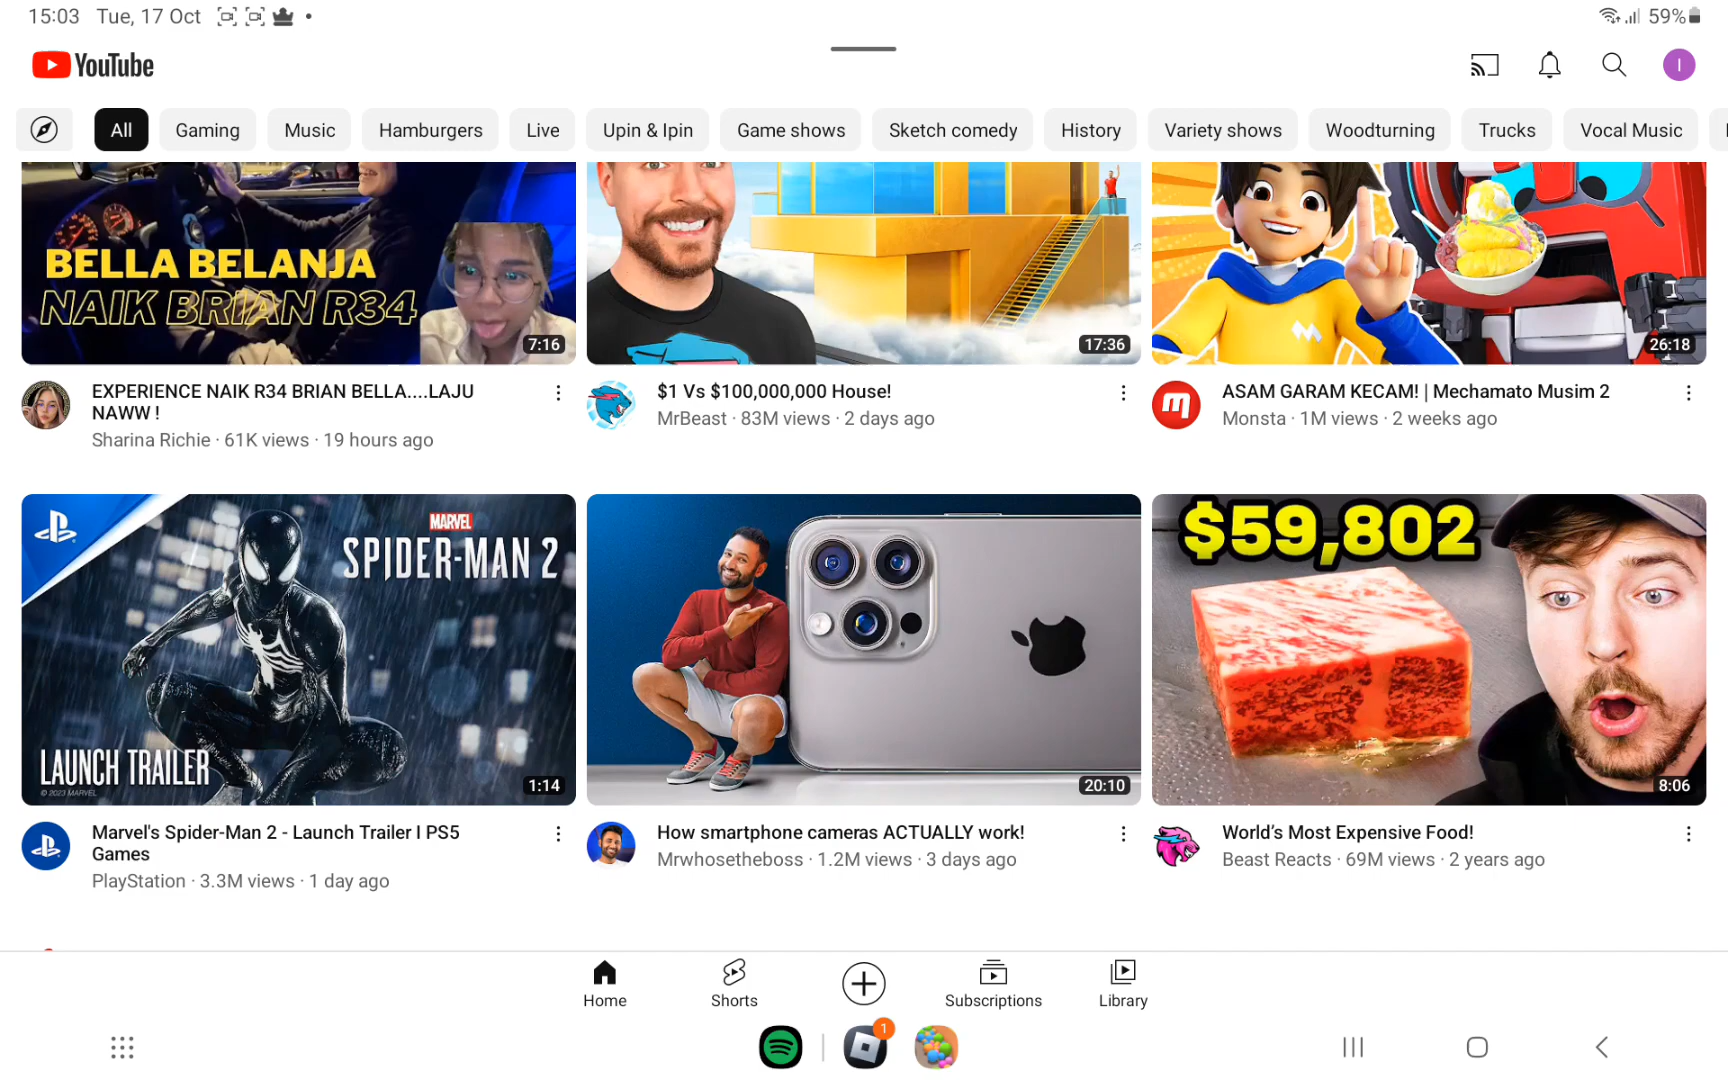 15:03 Tue, 17 Oct
59%
YouTube
I
All Gaming Music Hamburgers Live Upin & Ipin Game shows Sketch comedy History Variety shows Woodturning Trucks Vocal Music
BELLA BELANJA
NAIK BRIAN R34
7:16
17:36
26:18
EXPERIENCE NAIK R34 BRIAN BELLA....LAJU
NAWW !
Sharina Richie · 61K views · 19 hours ago
$1 Vs $100,000,000 House!
MrBeast · 83M views · 2 days ago
ASAM GARAM KECAM! | Mechamato Musim 2
Monsta · 1M views · 2 weeks ago
MARVEL
SPIDER-MAN 2
LAUNCH TRAILER
© 2023 MARVEL
1:14
20:10
$59,802
8:06
Marvel's Spider-Man 2 - Launch Trailer I PS5
Games
PlayStation · 3.3M views · 1 day ago
How smartphone cameras ACTUALLY work!
Mrwhosetheboss · 1.2M views · 3 days ago
World’s Most Expensive Food!
Beast Reacts · 69M views · 2 years ago
Home Shorts Subscriptions Library
1